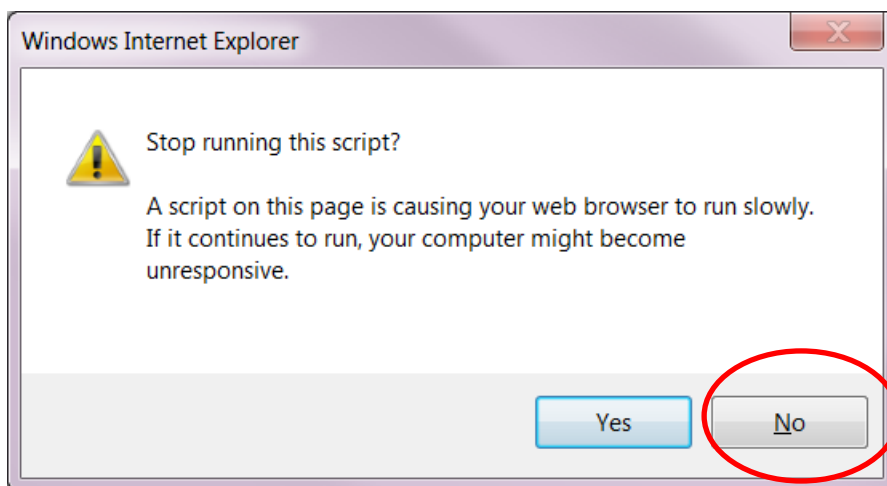 Windows Internet Explorer
X
Stop running this script?
A script on this page is causing your web browser to run slowly.
If it continues to run, your computer might become
unresponsive.
Yes
No